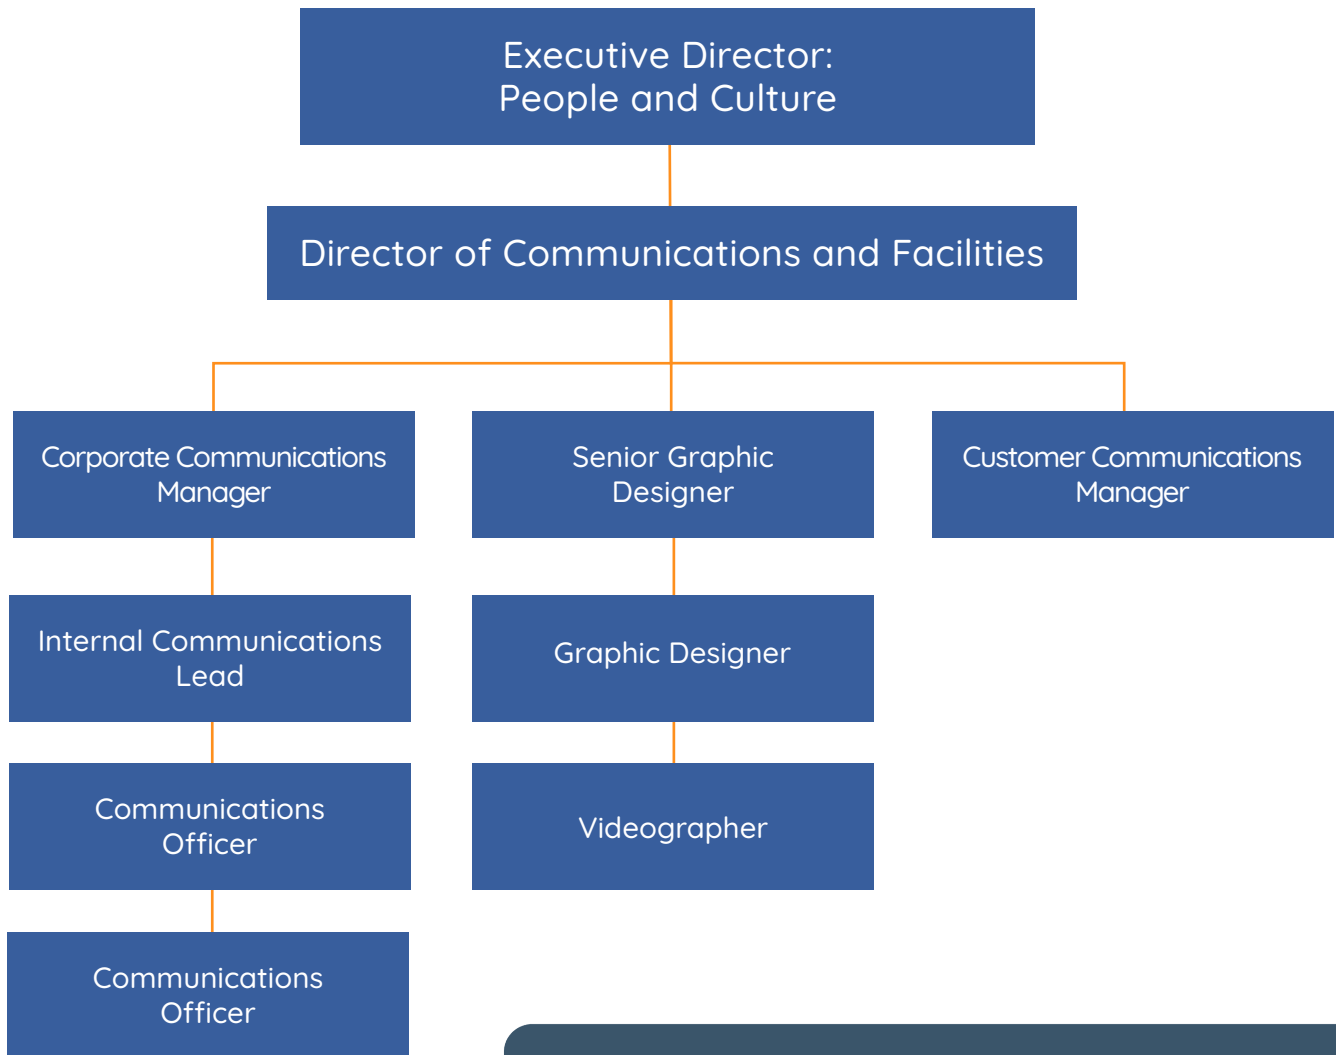 Executive Director:
People and Culture
Director of Communications and Facilities
Corporate Communications
Manager
Senior Graphic
Designer
Customer Communications
Manager
Internal Communications
Lead
Graphic Designer
Communications
Officer
Videographer
Communications
Officer